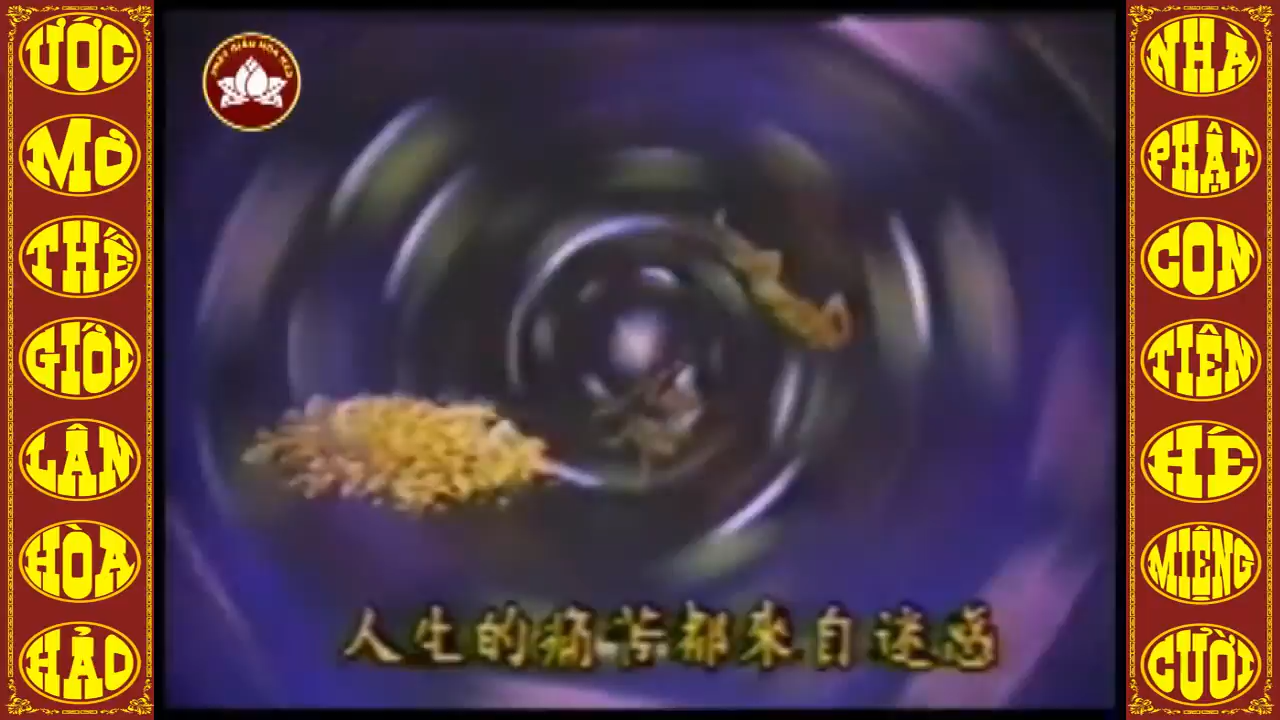 ƯỚC
MƠ
THẾ
GIỚI
LÂN
HÒA
HẢO
人生的痛苦都來自迷惑
NHÀ
PHẬT
CON
TIÊN
HÉ
MIỆNG
CƯỜI